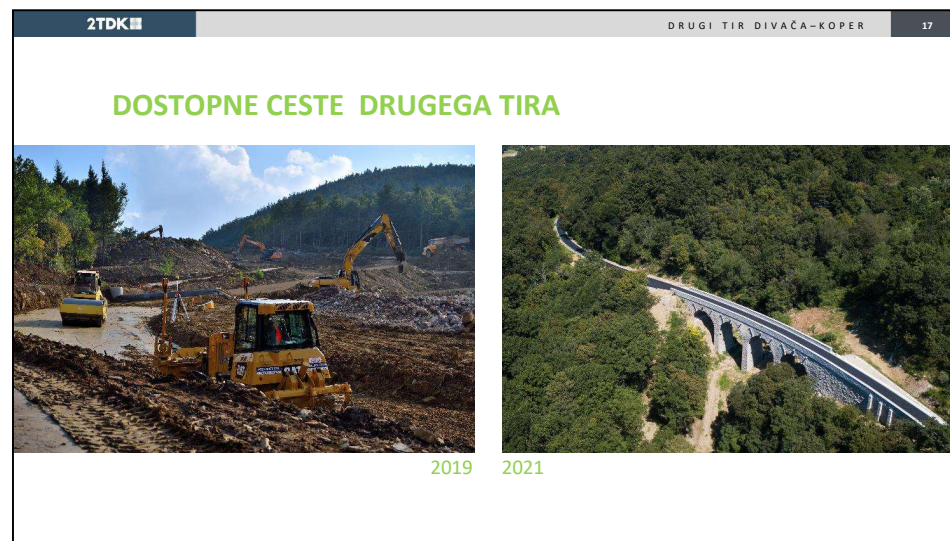 2TDK
DRUGI TIR DIVAČA–KOPER
17
DOSTOPNE CESTE DRUGEGA TIRA
2019
2021